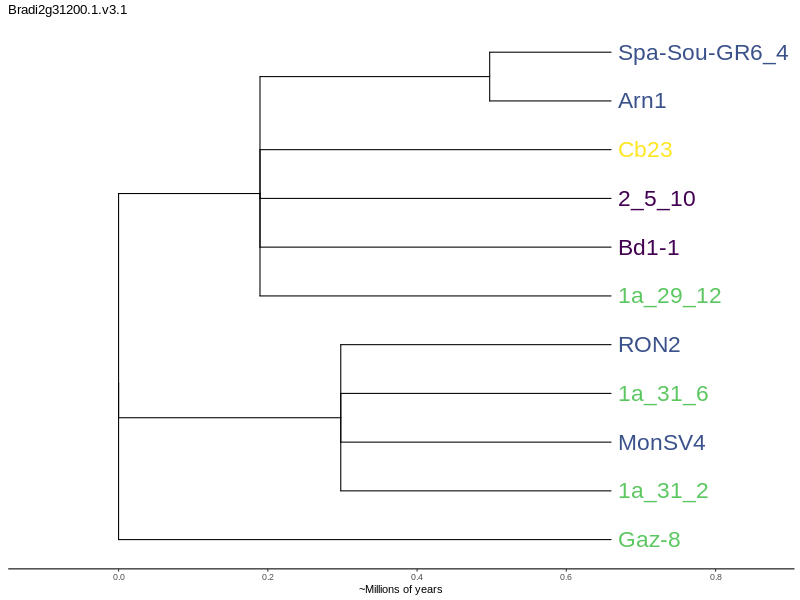 Bradi2g31200.1.v3.1
Spa-Sou-GR6_4
Arn1
Cb23
2_5_10
Bd1-1
1a_29_12
RON2
1a_31_6
MonSV4
1a_31_2
Gaz-8
0.0 0.2 0.4 0.6 0.8
~Millions of years